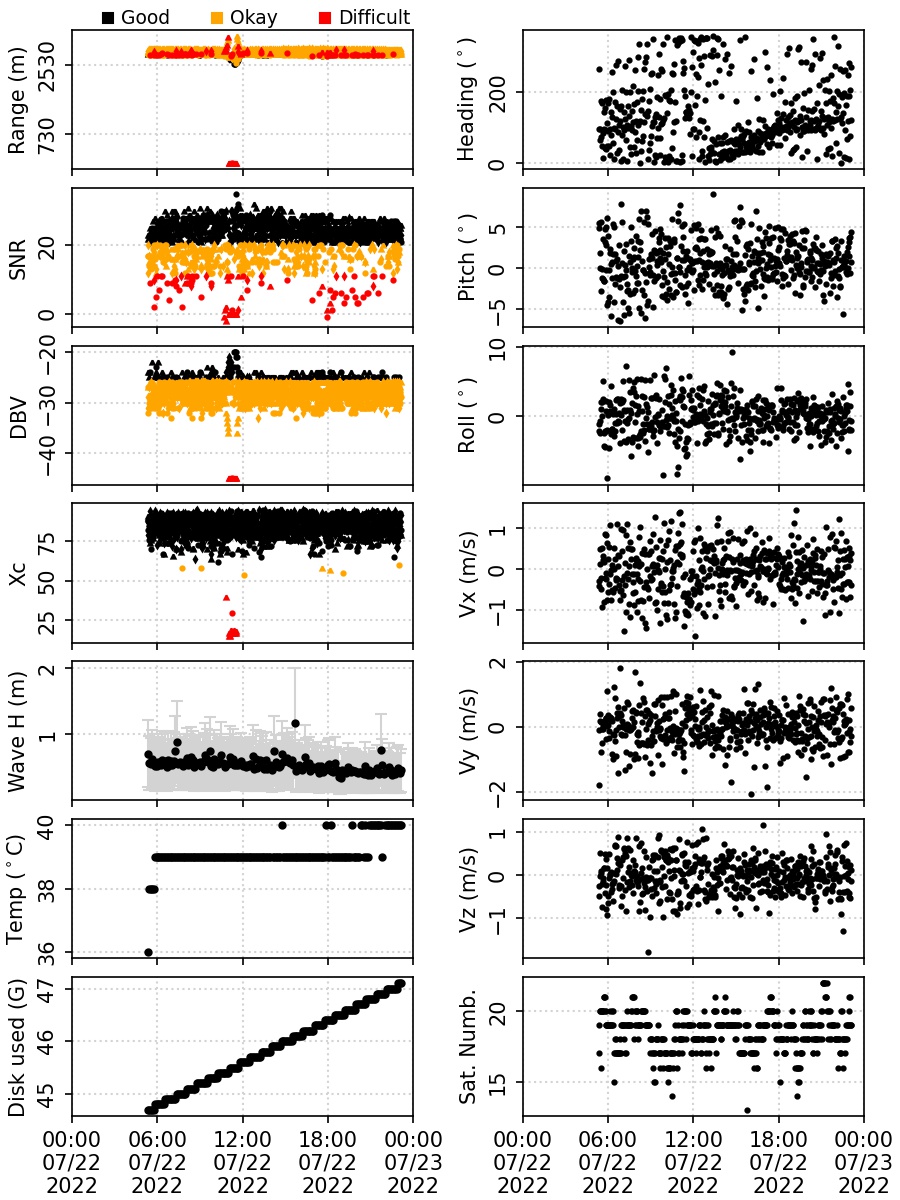 Good Okay Difficult
Range (m)
2530
730
Heading (°)
200
0
SNR
20
0
Pitch (°)
5
0
−5
DBV
−20
−30
−40
Roll (°)
10
0
Xc
75
50
25
Vx (m/s)
1
0
−1
Wave H (m)
2
1
Vy (m/s)
2
0
−2
Temp (°C)
40
38
36
Vz (m/s)
1
0
−1
Disk used (G)
47
46
45
Sat. Numb.
20
15
00:00 06:00 12:00 18:00 00:00
07/22 07/22 07/22 07/22 07/23
2022 2022 2022 2022 2022
00:00 06:00 12:00 18:00 00:00
07/22 07/22 07/22 07/22 07/23
2022 2022 2022 2022 2022